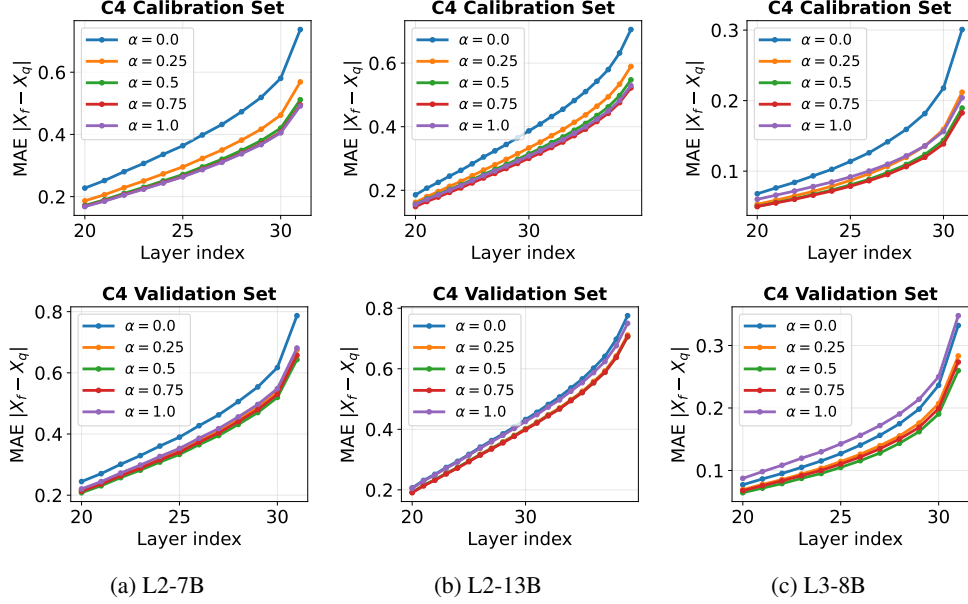 C4 Calibration Set
MAE |X_f − X_q|
0.6
0.4
0.2
α = 0.0
α = 0.25
α = 0.5
α = 0.75
α = 1.0
20 25 30
Layer index
C4 Calibration Set
MAE |X_f − X_q|
0.6
0.4
0.2
α = 0.0
α = 0.25
α = 0.5
α = 0.75
α = 1.0
20 30
Layer index
C4 Calibration Set
MAE |X_f − X_q|
0.3
0.2
0.1
α = 0.0
α = 0.25
α = 0.5
α = 0.75
α = 1.0
20 25 30
Layer index
C4 Validation Set
MAE |X_f − X_q|
0.8
0.6
0.4
0.2
α = 0.0
α = 0.25
α = 0.5
α = 0.75
α = 1.0
20 25 30
Layer index
C4 Validation Set
MAE |X_f − X_q|
0.8
0.6
0.4
0.2
α = 0.0
α = 0.25
α = 0.5
α = 0.75
α = 1.0
20 30
Layer index
C4 Validation Set
MAE |X_f − X_q|
0.3
0.2
0.1
α = 0.0
α = 0.25
α = 0.5
α = 0.75
α = 1.0
20 25 30
Layer index
(a) L2-7B
(b) L2-13B
(c) L3-8B